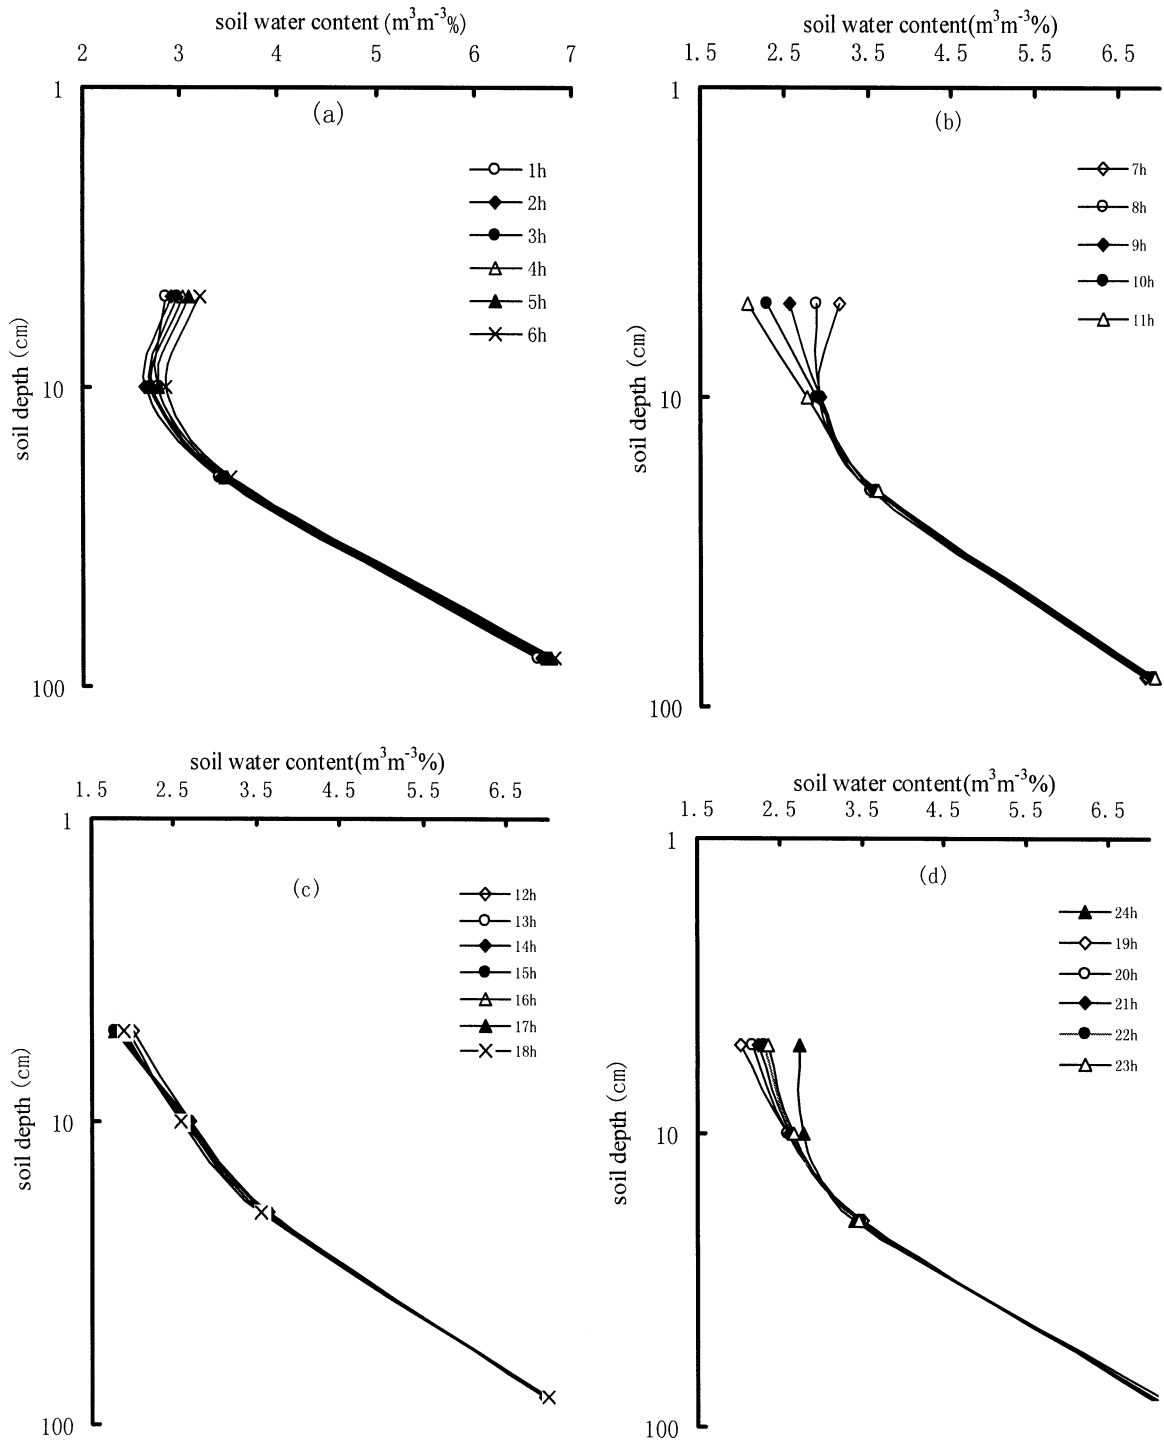 soil water content (m³m⁻³%)
2 3 4 5 6 7
1
10
100
soil depth (cm)
(a)
1h
2h
3h
4h
5h
6h
soil water content(m³m⁻³%)
1.5 2.5 3.5 4.5 5.5 6.5
1
10
100
soil depth (cm)
(b)
7h
8h
9h
10h
11h
soil water content(m³m⁻³%)
1.5 2.5 3.5 4.5 5.5 6.5
1
10
100
soil depth (cm)
(c)
12h
13h
14h
15h
16h
17h
18h
soil water content(m³m⁻³%)
1.5 2.5 3.5 4.5 5.5 6.5
1
10
100
soil depth (cm)
(d)
24h
19h
20h
21h
22h
23h